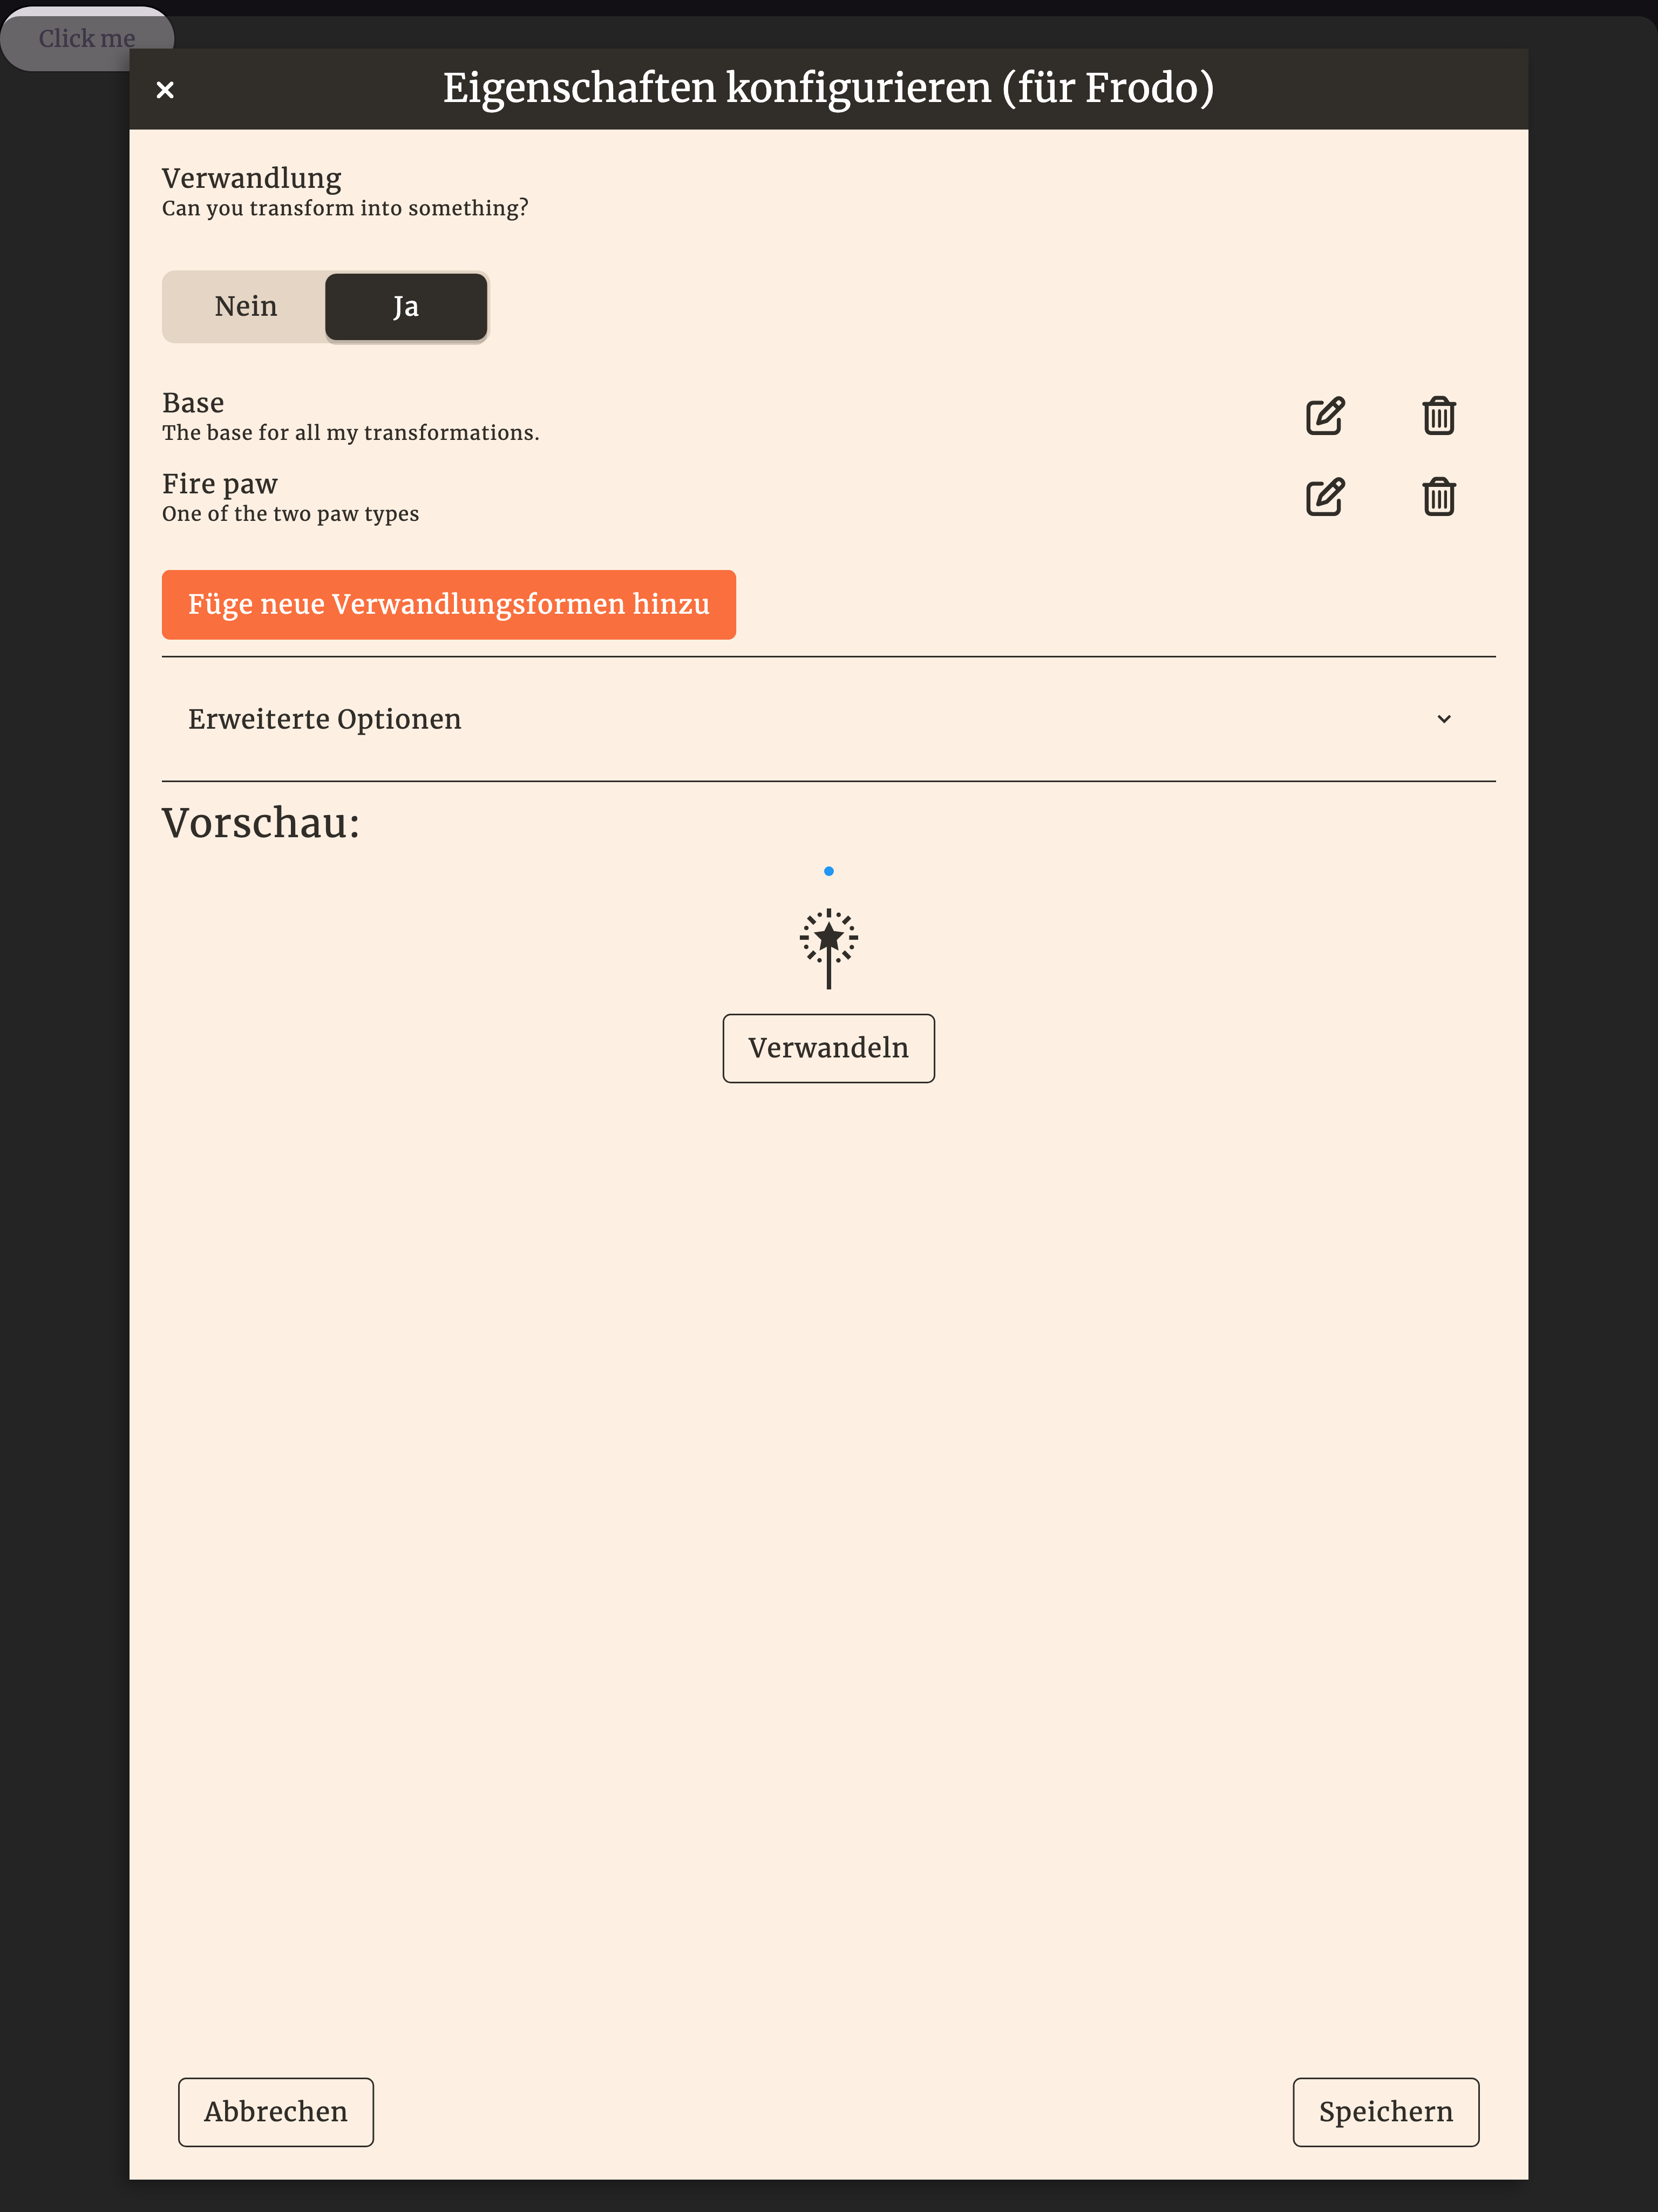 Click me
Eigenschaften konfigurieren (für Frodo)
Verwandlung
Can you transform into something?
Nein
Ja
Base
The base for all my transformations.
Fire paw
One of the two paw types
Füge neue Verwandlungsformen hinzu
Erweiterte Optionen
Vorschau:
Verwandeln
Abbrechen
Speichern